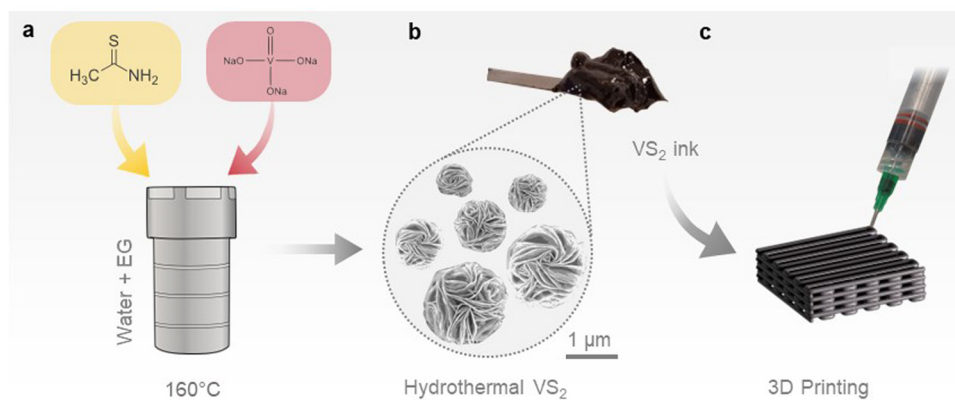 a
S
H₃C
NH₂
O
NaO
V
ONa
ONa
Water + EG
160°C
b
VS₂ ink
1 µm
Hydrothermal VS₂
c
3D Printing